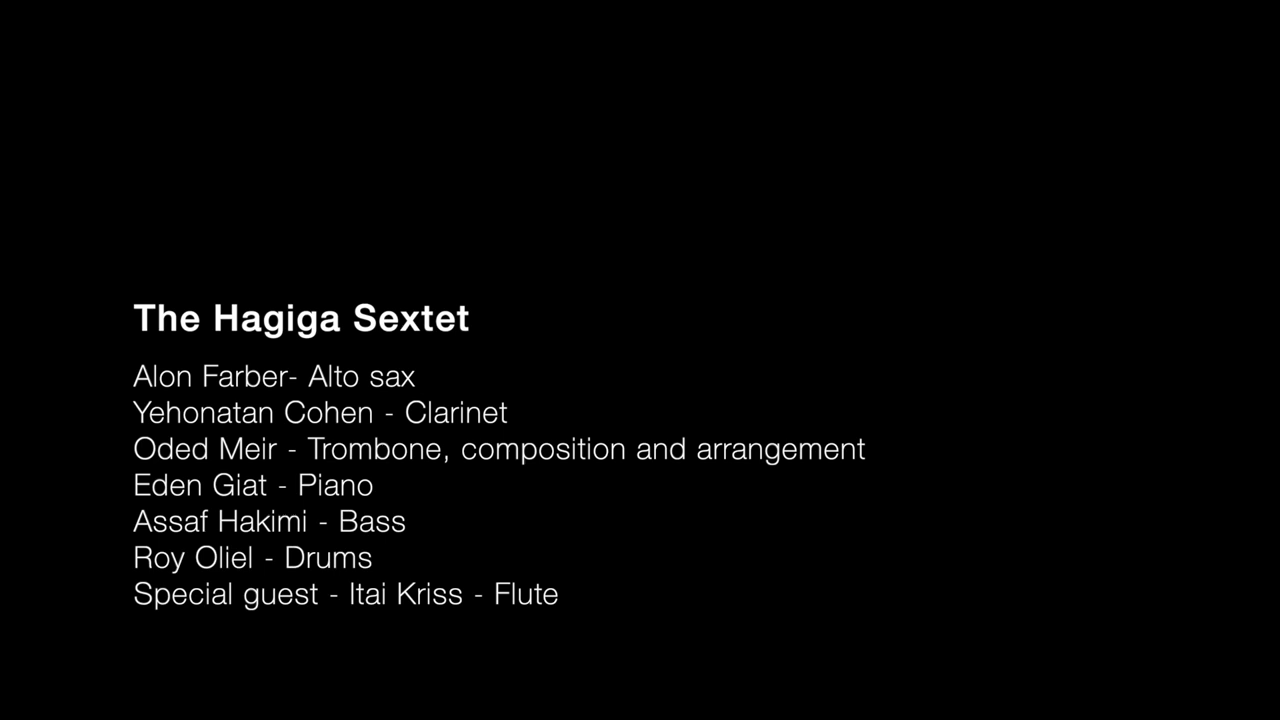 The Hagiga Sextet
Alon Farber- Alto sax
Yehonatan Cohen - Clarinet
Oded Meir - Trombone, composition and arrangement
Eden Giat - Piano
Assaf Hakimi - Bass
Roy Oliel - Drums
Special guest - Itai Kriss - Flute